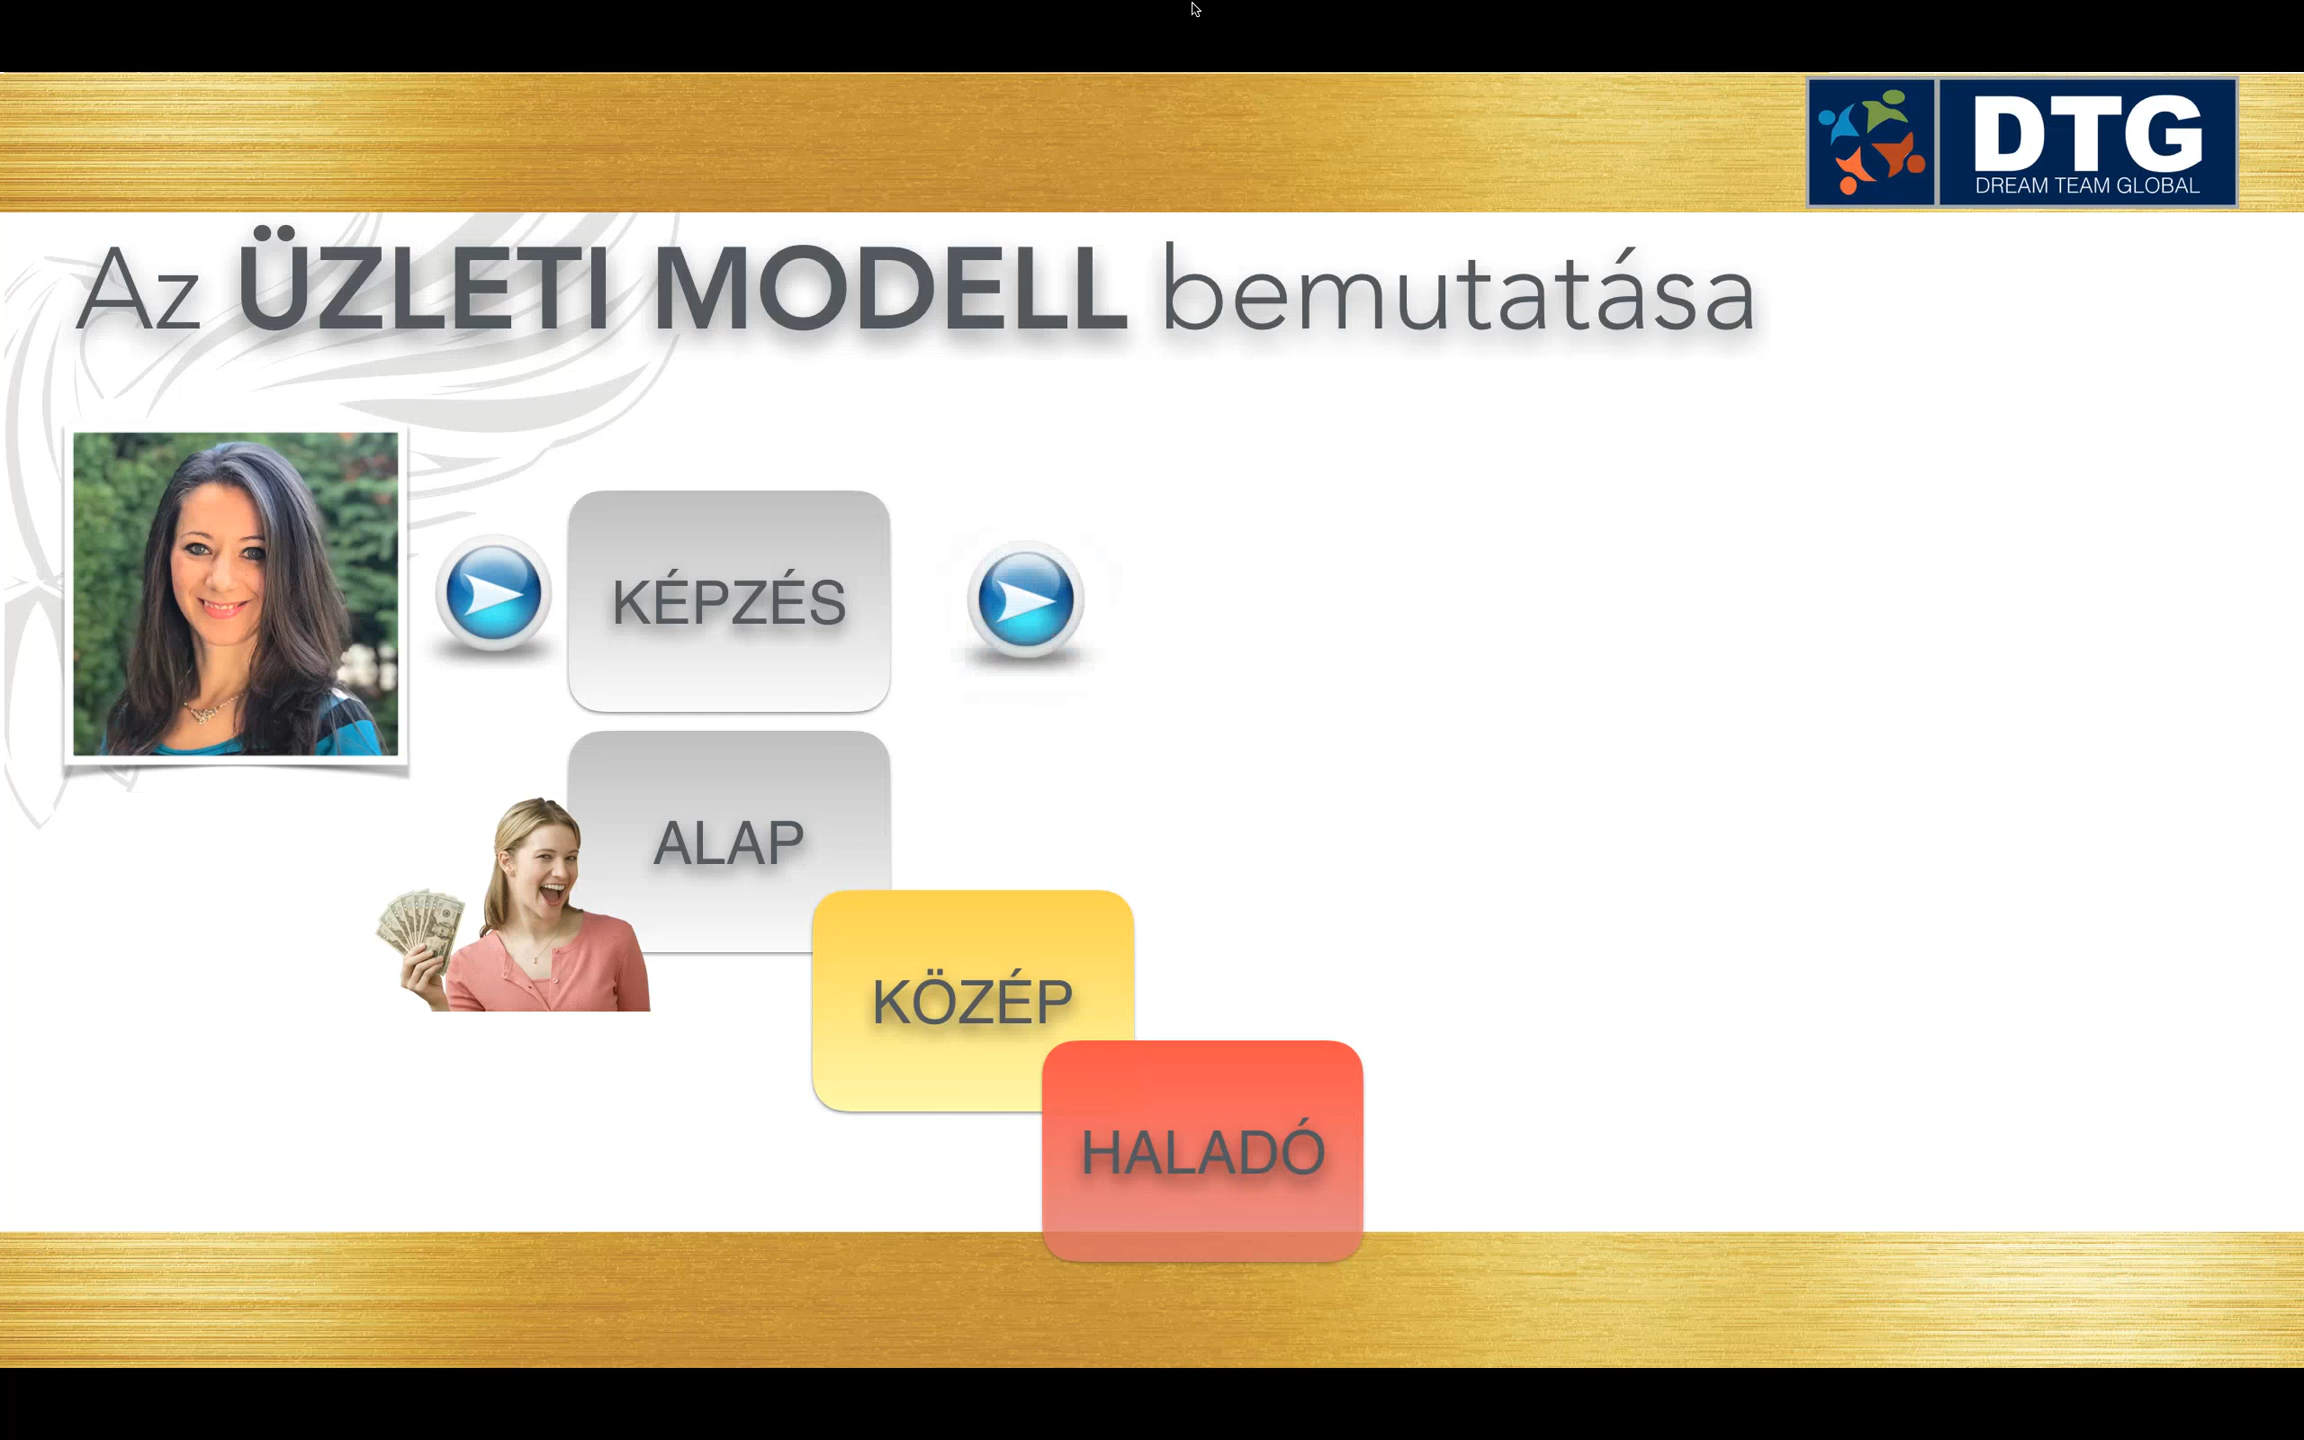 DTG
DREAM TEAM GLOBAL
Az ÜZLETI MODELL bemutatása
KÉPZÉS
ALAP
KÖZÉP
HALADÓ